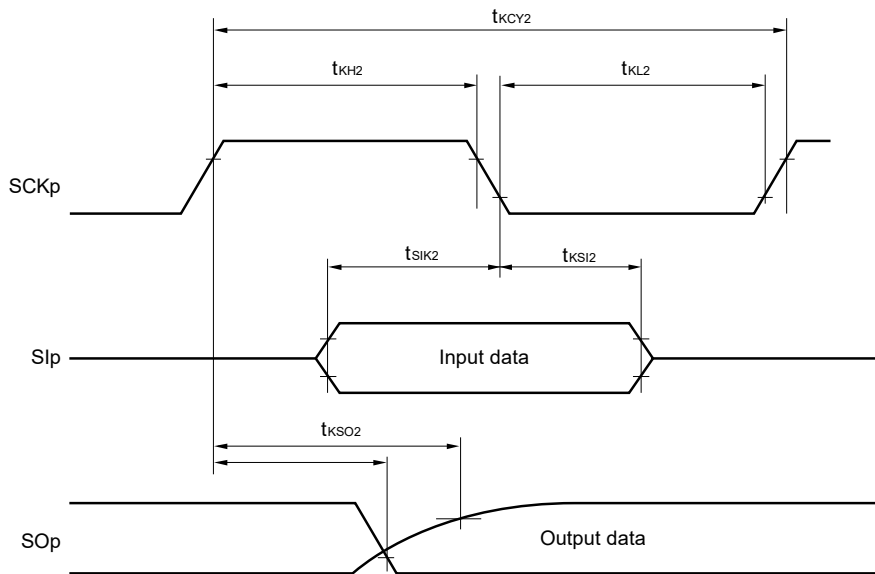 tKCY2
tKH2
tKL2
SCKp
tSIK2
tKSI2
SIp
Input data
tKSO2
SOp
Output data